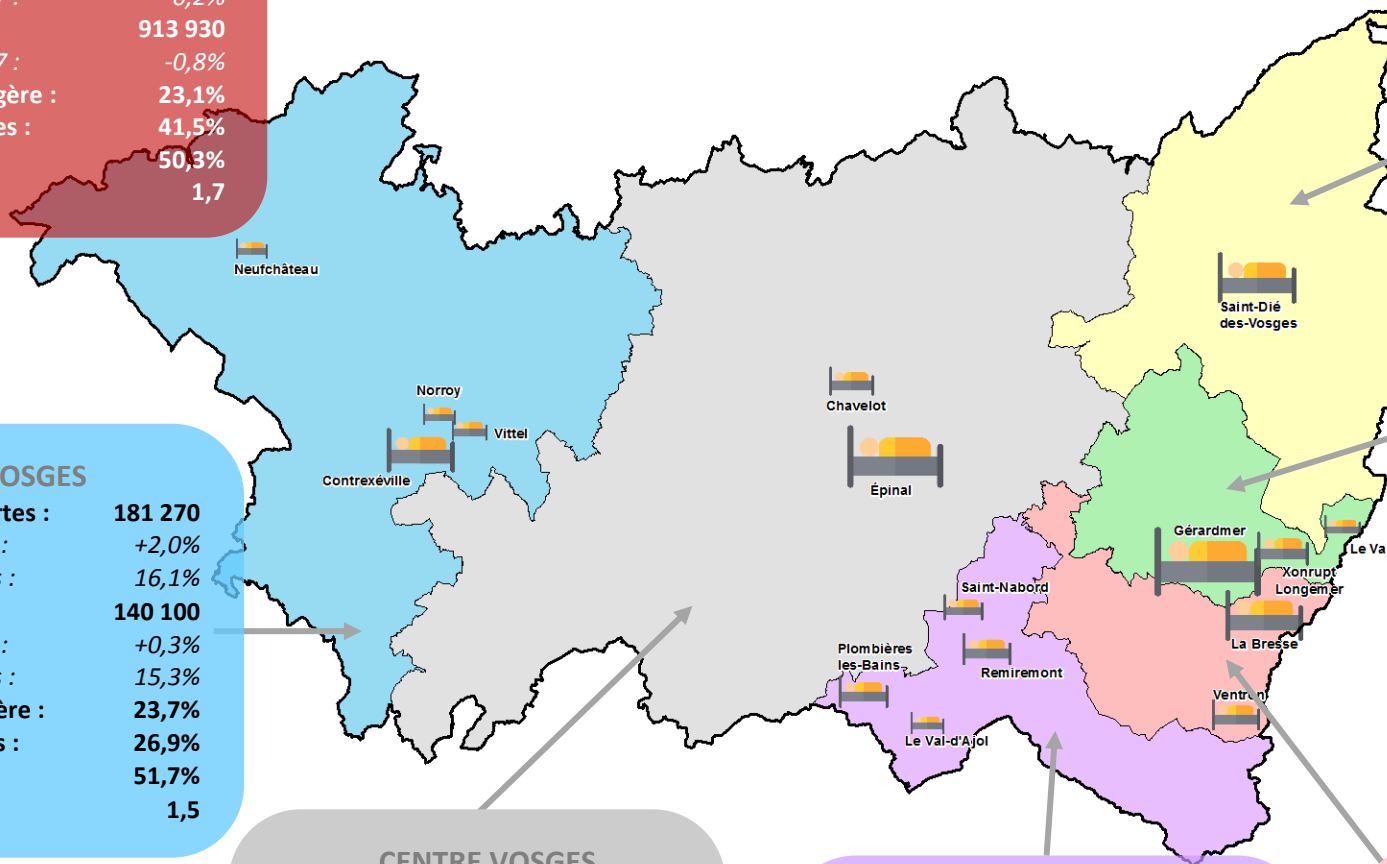 0,2%
913 930
7 :
-0,8%
gère :
23,1%
es :
41,5%
50,3%
1,7
Neufchâteau
Norroy
Vittel
Contrexéville
Chavelot
Épinal
Saint-Dié
des-Vosges
Gérardmer
Le Va
Xonrupt
Longemer
La Bresse
Saint-Nabord
Plombières
les-Bains
Remiremont
Ventron
Le Val-d'Ajol
OSGES
rtes :
181 270
:
+2,0%
s :
16,1%
140 100
:
+0,3%
s :
15,3%
ère :
23,7%
s :
26,9%
51,7%
1,5
CENTRE VOSGES